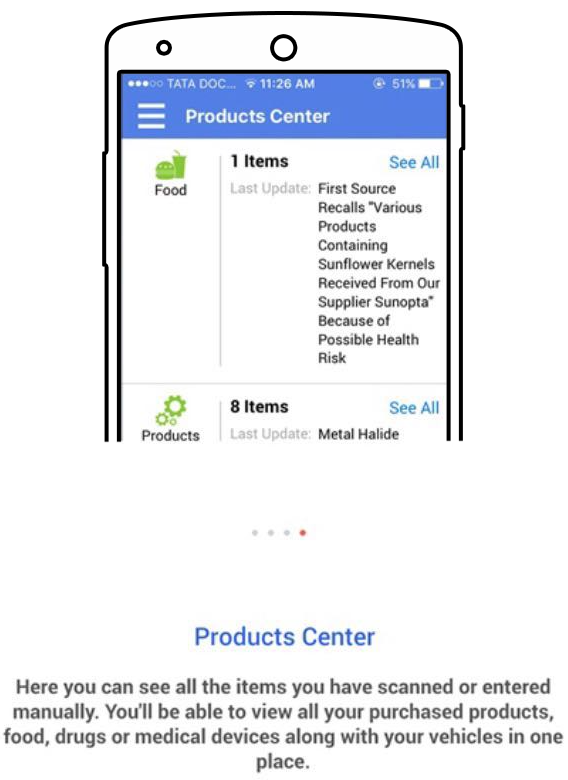 TATA DOC... 11:26 AM 51%
Products Center
1 Items See All
Food
Last Update: First Source
Recalls "Various
Products
Containing
Sunflower Kernels
Received From Our
Supplier Sunopta"
Because of
Possible Health
Risk
8 Items See All
Products
Last Update: Metal Halide
Products Center
Here you can see all the items you have scanned or entered
manually. You'll be able to view all your purchased products,
food, drugs or medical devices along with your vehicles in one
place.